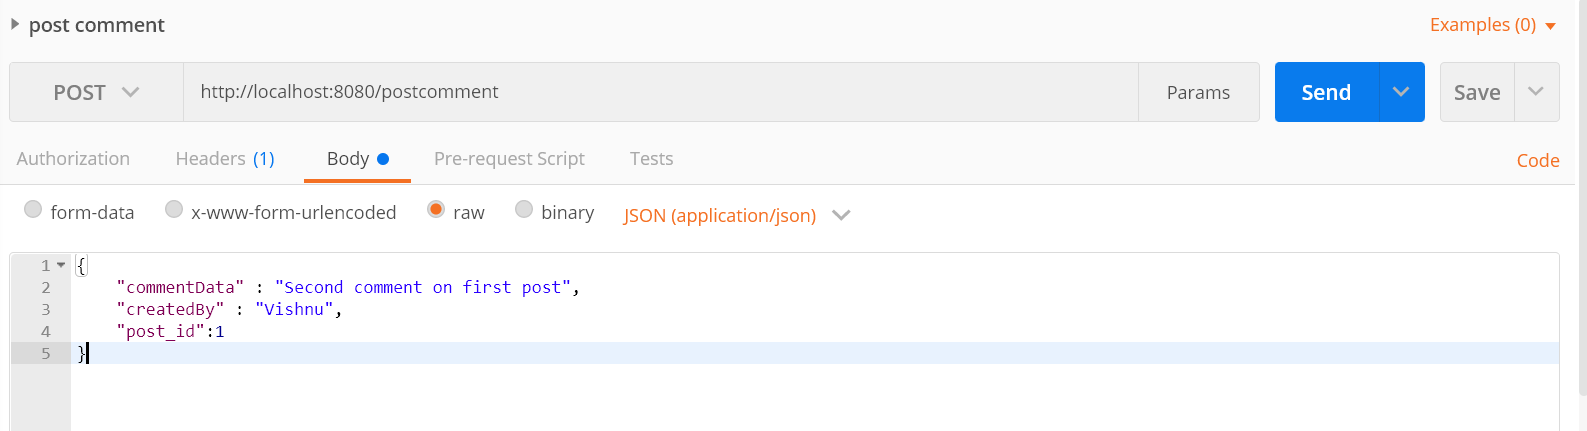 post comment
Examples (0)
POST
http://localhost:8080/postcomment
Params
Send
Save
Authorization
Headers (1)
Body
Pre-request Script
Tests
Code
form-data
x-www-form-urlencoded
raw
binary
JSON (application/json)
1 {
2 "commentData" : "Second comment on first post",
3 "createdBy" : "Vishnu",
4 "post_id":1
5 }